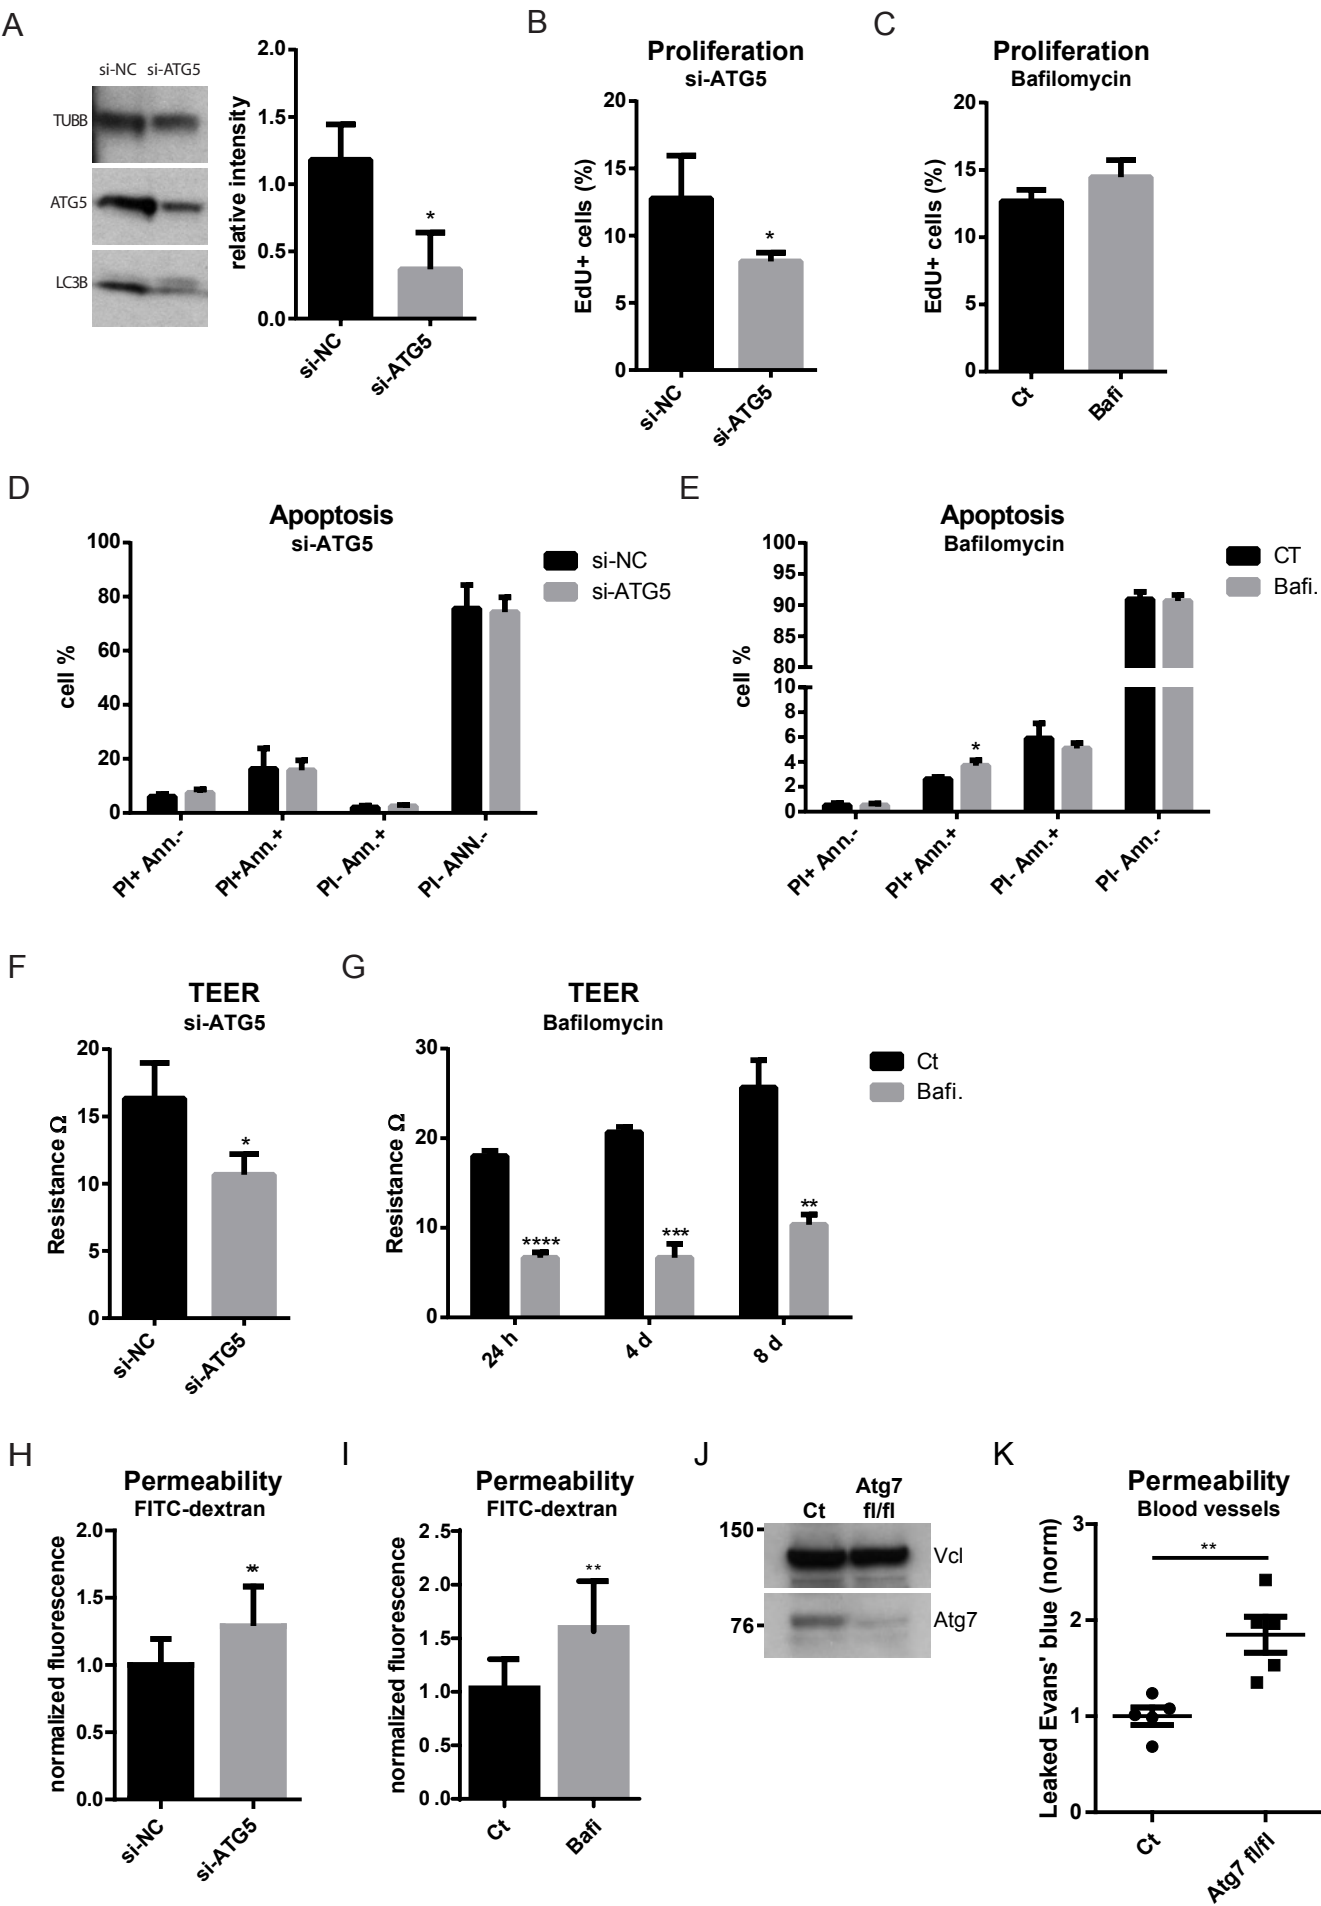 A
si-NC si-ATG5
TUBB
ATG5
LC3B
relative intensity
2.0
1.5
1.0
0.5
0.0
*
si-NC
si-ATG5
B
Proliferation
si-ATG5
EdU+ cells (%)
20
15
10
5
0
*
si-NC
si-ATG5
C
Proliferation
Bafilomycin
EdU+ cells (%)
20
15
10
5
0
Ct
Bafi
D
Apoptosis
si-ATG5
cell %
100
80
60
40
20
0
si-NC
si-ATG5
PI+ Ann.-
PI+Ann.+
PI- Ann.+
PI- ANN.-
E
Apoptosis
Bafilomycin
cell %
100
95
90
85
80
10
8
6
4
2
0
*
CT
Bafi.
PI+ Ann.-
PI+ Ann.+
PI- Ann.+
PI- Ann.-
F
TEER
si-ATG5
Resistance Ω
20
15
10
5
0
*
si-NC
si-ATG5
G
TEER
Bafilomycin
Resistance Ω
30
20
10
0
****
***
**
Ct
Bafi.
24 h
4 d
8 d
H
Permeability
FITC-dextran
normalized fluorescence
2.0
1.5
1.0
0.5
0.0
**
si-NC
si-ATG5
I
Permeability
FITC-dextran
normalized fluorescence
2.5
2.0
1.5
1.0
0.5
0.0
**
Ct
Bafi
J
Ct
Atg7
fl/fl
150
Vcl
76
Atg7
K
Permeability
Blood vessels
Leaked Evans' blue (norm)
3
2
1
0
**
Ct
Atg7 fl/fl